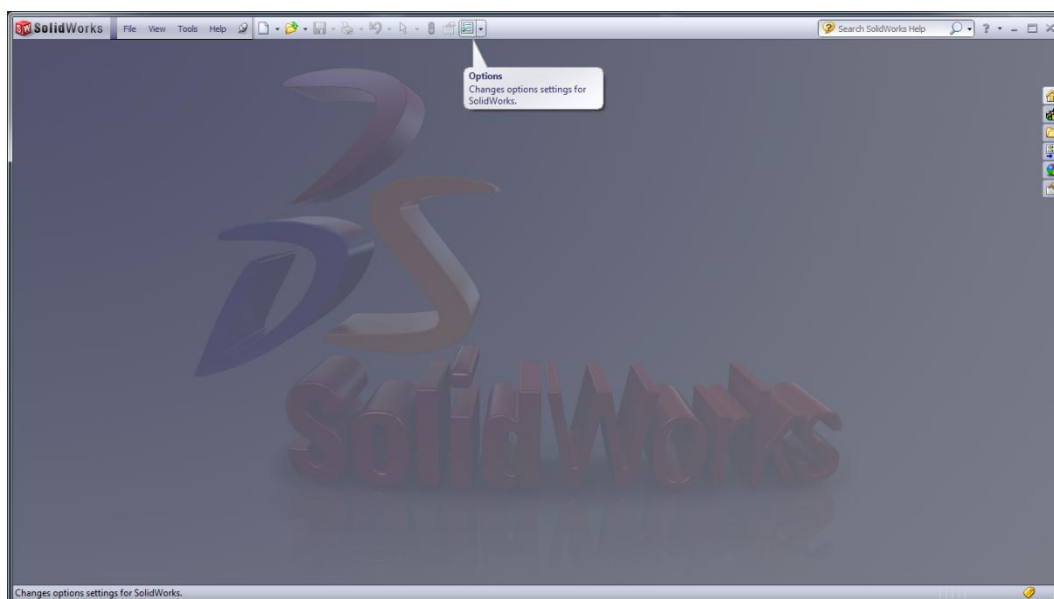 SolidWorks File View Tools Help Search SolidWorks Help ?
Options
Changes options settings for
SolidWorks.
DS
SolidWorks
Changes options settings for SolidWorks.